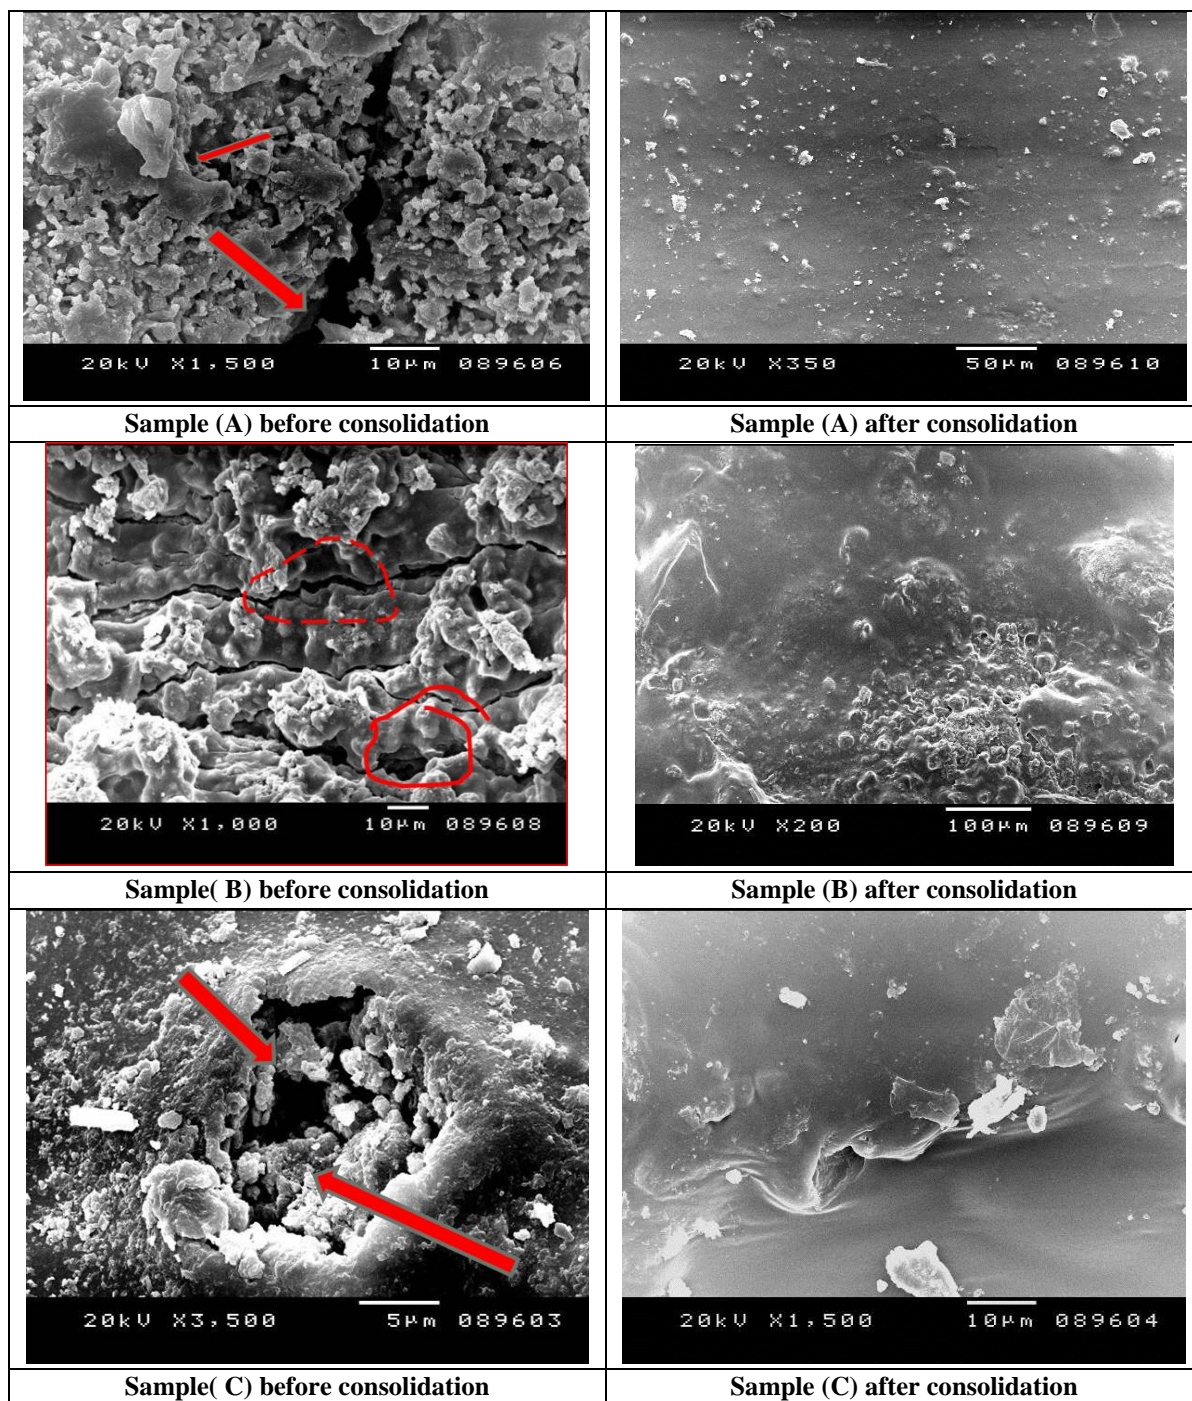 20kV X1,500 10µm 089606
20kV X350 50µm 089610
Sample (A) before consolidation
Sample (A) after consolidation
20kV X1,000 10µm 089608
20kV X200 100µm 089609
Sample( B) before consolidation
Sample (B) after consolidation
20kV X3,500 5µm 089603
20kV X1,500 10µm 089604
Sample( C) before consolidation
Sample (C) after consolidation